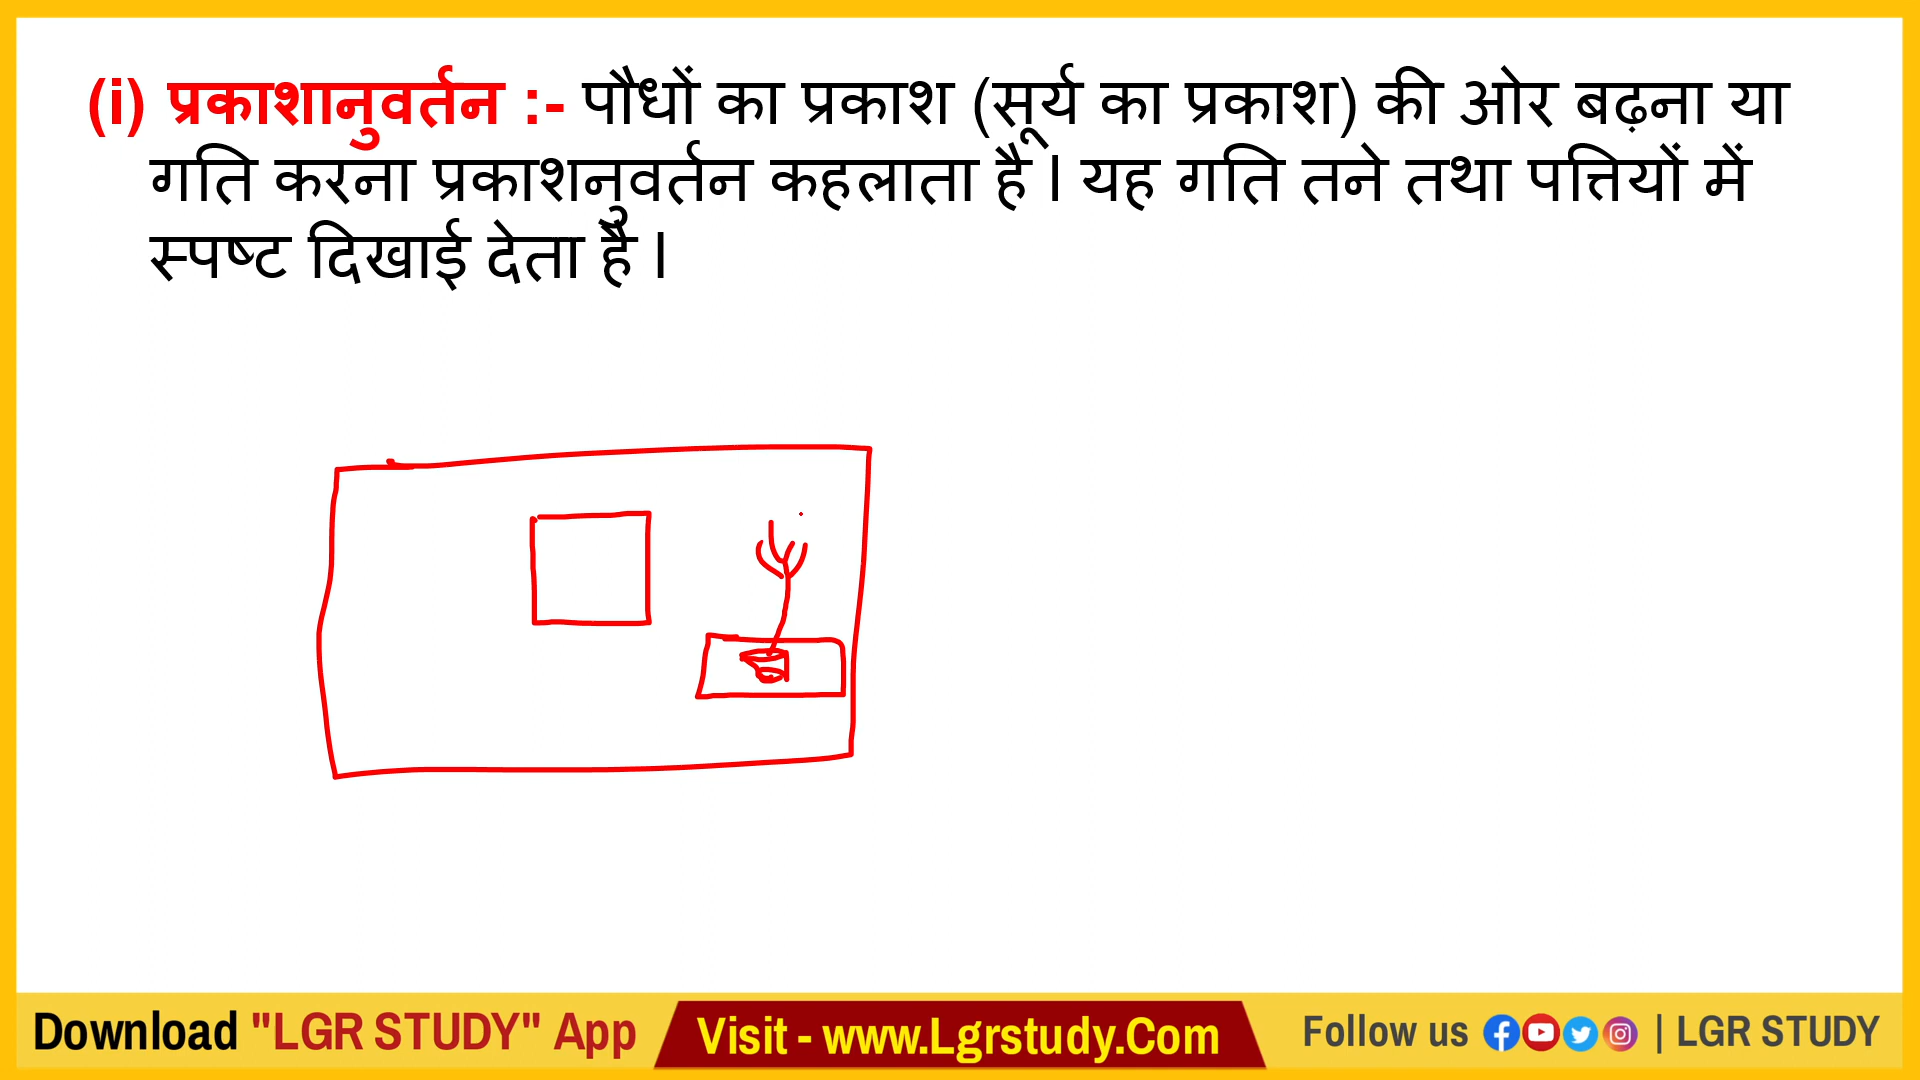 (i) प्रकाशानुवर्तन :- पौधों का प्रकाश (सूर्य का प्रकाश) की ओर बढ़ना या
गति करना प्रकाशनुवर्तन कहलाता है । यह गति तने तथा पत्तियों में
स्पष्ट दिखाई देता है ।
Download "LGR STUDY" App
Visit - www.Lgrstudy.Com
Follow us | LGR STUDY